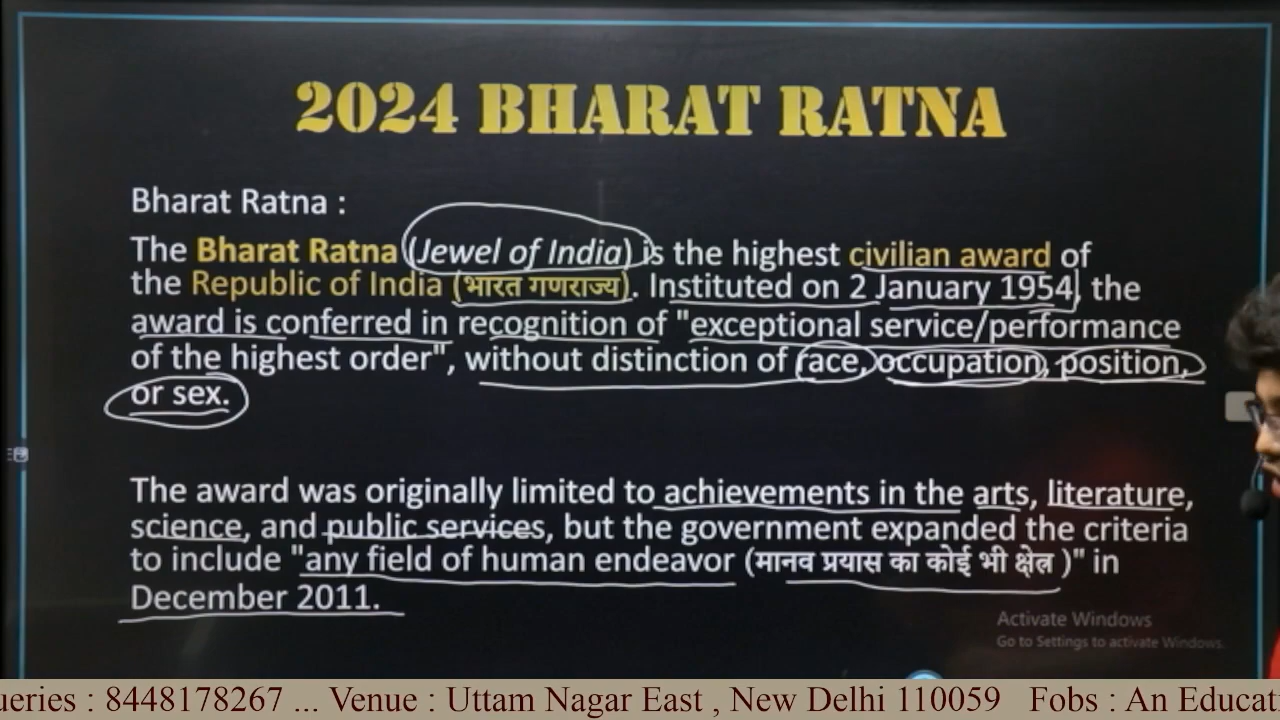 2024 BHARAT RATNA
Bharat Ratna :
The Bharat Ratna (Jewel of India) is the highest civilian award of
the Republic of India (भारत गणराज्य). Instituted on 2 January 1954, the
award is conferred in recognition of "exceptional service/performance
of the highest order", without distinction of race, occupation, position,
or sex.
The award was originally limited to achievements in the arts, literature,
science, and public services, but the government expanded the criteria
to include "any field of human endeavor (मानव प्रयास का कोई भी क्षेत्र )" in
December 2011.
Activate Windows
Go to Settings to activate Windows.
ueries : 8448178267 ... Venue : Uttam Nagar East , New Delhi 110059 Fobs : An Educat